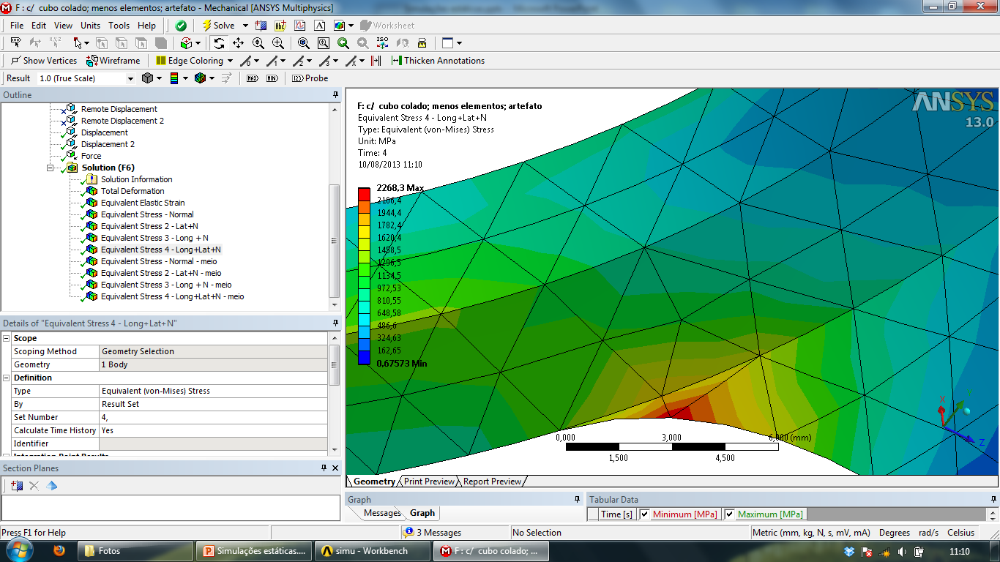 F : c/ cubo colado; menos elementos; artefato - Mechanical [ANSYS Multiphysics]
File Edit View Units Tools Help Solve Worksheet
Show Vertices Wireframe Edge Coloring Thicken Annotations
Result 1.0 (True Scale) MAX MIN Probe
Outline
Remote Displacement
Remote Displacement 2
Displacement
Displacement 2
Force
Solution (F6)
Solution Information
Total Deformation
Equivalent Elastic Strain
Equivalent Stress - Normal
Equivalent Stress 2 - Lat+N
Equivalent Stress 3 - Long + N
Equivalent Stress 4 - Long+Lat+N
Equivalent Stress - Normal - meio
Equivalent Stress 2 - Lat+N - meio
Equivalent Stress 3 - Long + N - meio
Equivalent Stress 4 - Long+Lat+N - meio
Details of "Equivalent Stress 4 - Long+Lat+N"
Scope
Scoping Method Geometry Selection
Geometry 1 Body
Definition
Type Equivalent (von-Mises) Stress
By Result Set
Set Number 4,
Calculate Time History Yes
Identifier
Integration Point Results
Section Planes
F: c/ cubo colado; menos elementos; artefato
Equivalent Stress 4 - Long+Lat+N
Type: Equivalent (von-Mises) Stress
Unit: MPa
Time: 4
10/08/2013 11:10
ANSYS
13.0
2268,3 Max
2106,4
1944,4
1782,4
1620,4
1458,5
1296,5
1134,5
972,53
810,55
648,58
486,6
324,63
162,65
0,67573 Min
0,000 3,000 6,000 (mm)
1,500 4,500
X Y Z
Geometry Print Preview Report Preview
Graph
Messages Graph
Tabular Data
Time [s] Minimum [MPa] Maximum [MPa]
Press F1 for Help 3 Messages No Selection Metric (mm, kg, N, s, mV, mA) Degrees rad/s Celsius
Fotos Simulações estáticas.... simu - Workbench F : c/ cubo colado; ... 11:10